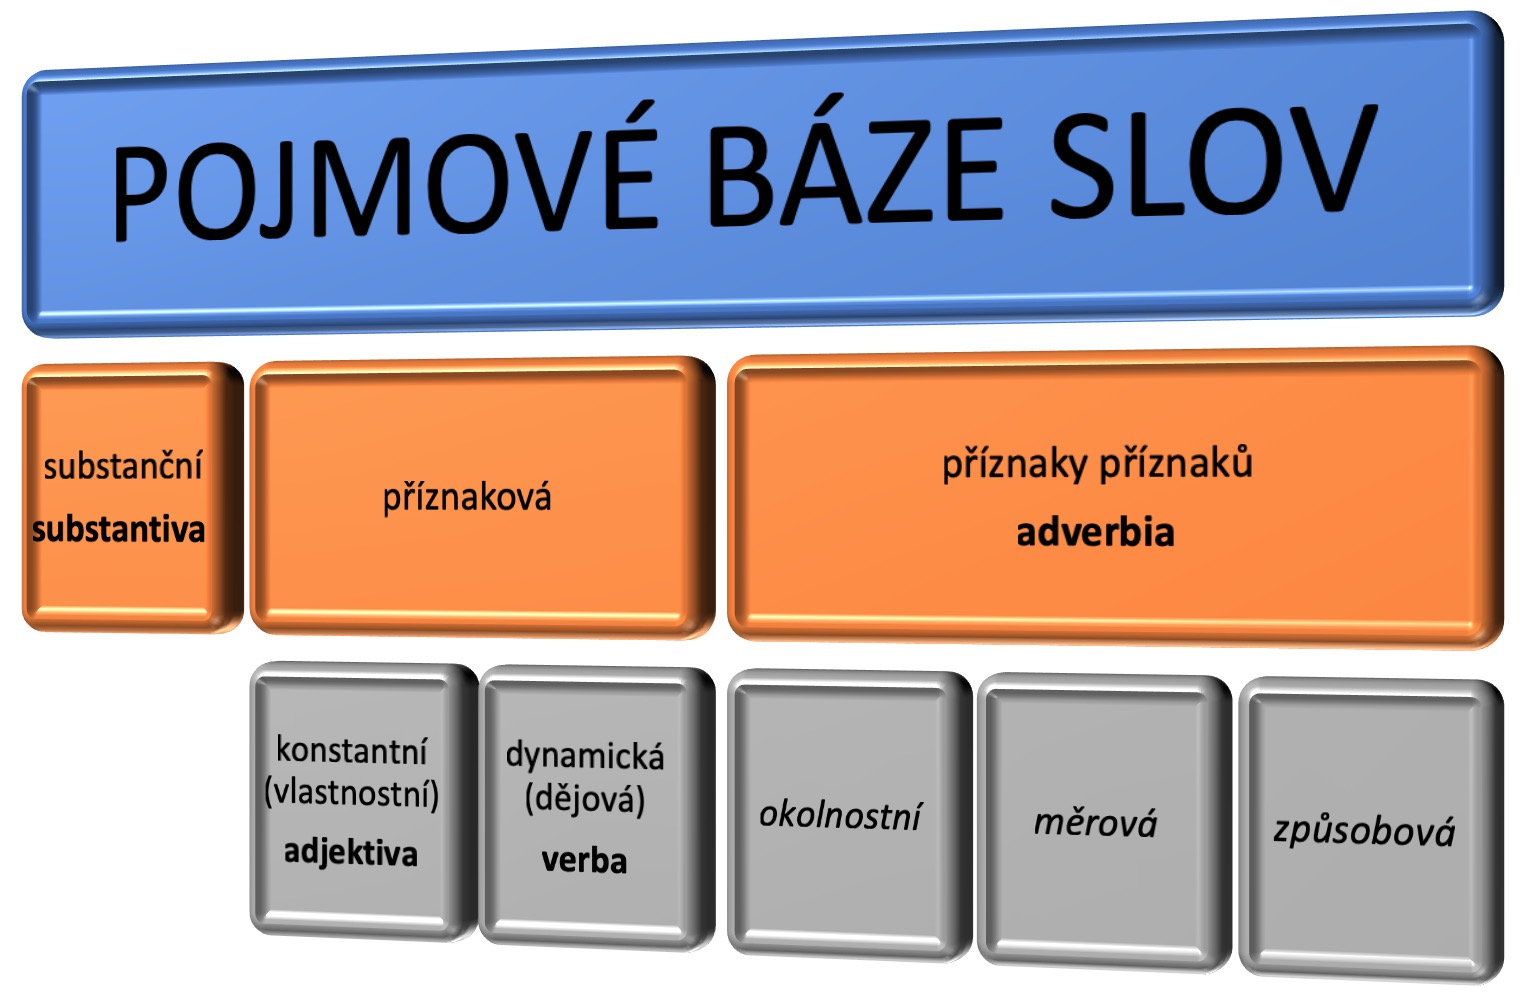 POJMOVÉ BÁZE SLOV
substanční
substantiva
příznaková
příznaky příznaků
adverbia
konstantní
(vlastnostní)
adjektiva
dynamická
(dějová)
verba
okolnostní
měrová
způsobová